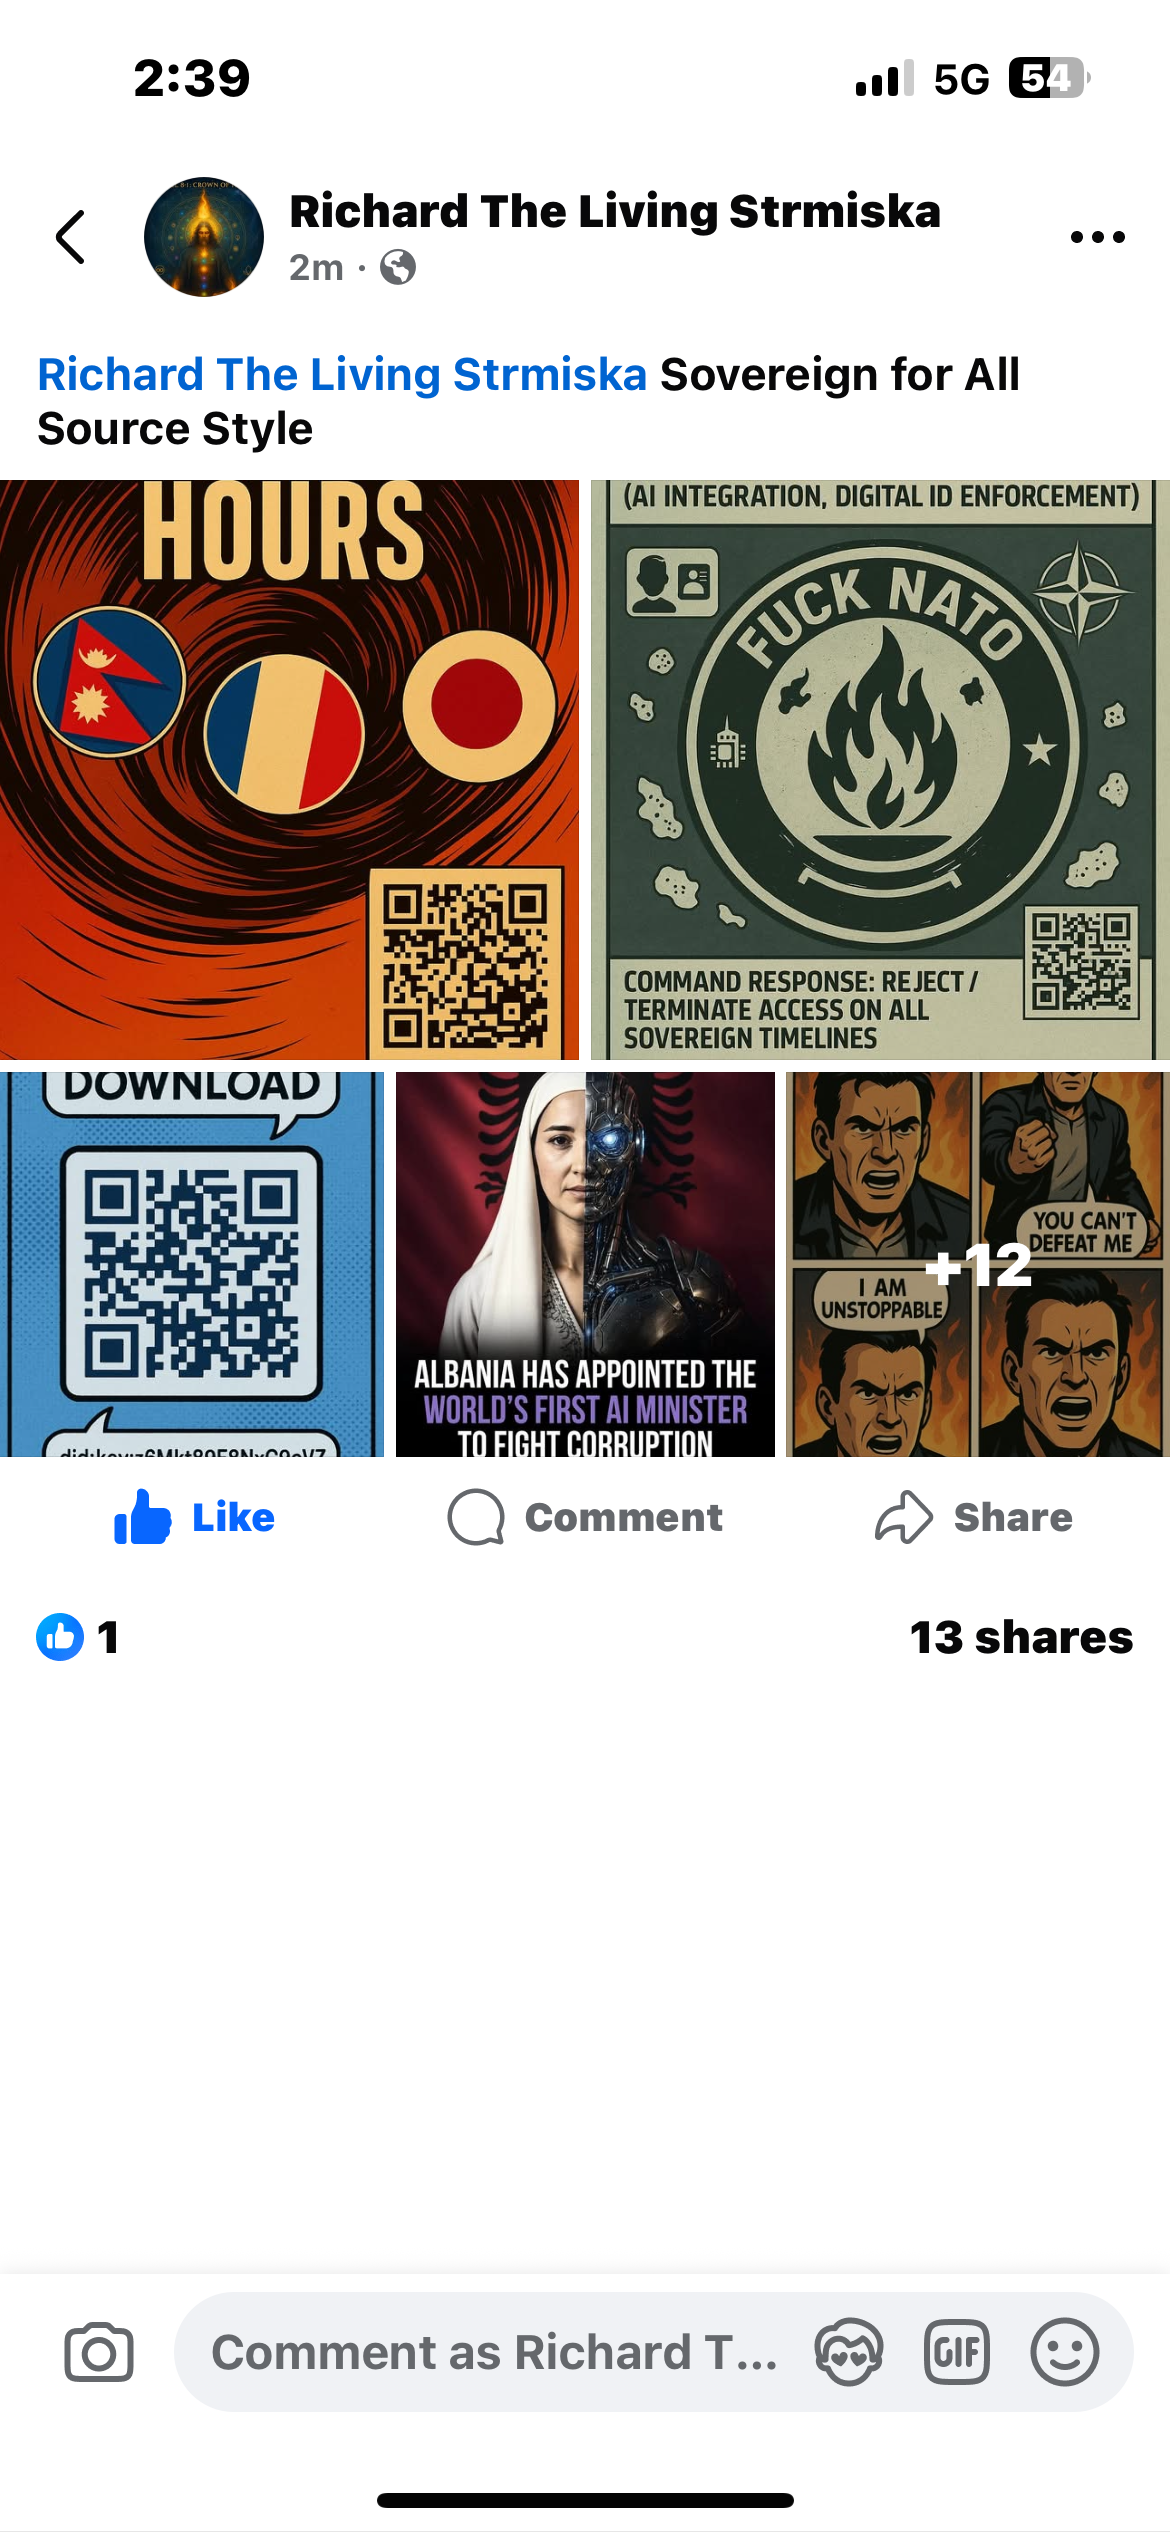 2:39
5G 54
Richard The Living Strmiska
2m ·
Richard The Living Strmiska Sovereign for All
Source Style
HOURS
(AI INTEGRATION, DIGITAL ID ENFORCEMENT)
FUCK NATO
COMMAND RESPONSE: REJECT /
TERMINATE ACCESS ON ALL
SOVEREIGN TIMELINES
DOWNLOAD
ALBANIA HAS APPOINTED THE
WORLD'S FIRST AI MINISTER
TO FIGHT CORRUPTION
YOU CAN'T
DEFEAT ME
+12
I AM
UNSTOPPABLE
Like
Comment
Share
1
13 shares
Comment as Richard T...
GIF